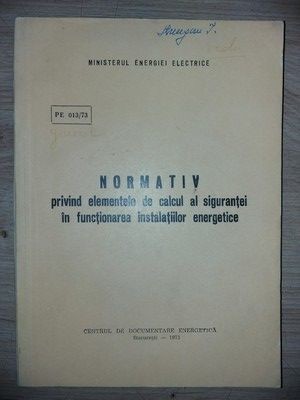 MINISTERUL ENERGIEI ELECTRICE
PE 013/73
NORMATIV
privind elementele de calcul al siguranței
în funcționarea instalațiilor energetice
CENTRUL DE DOCUMENTARE ENERGETICĂ
București — 1973